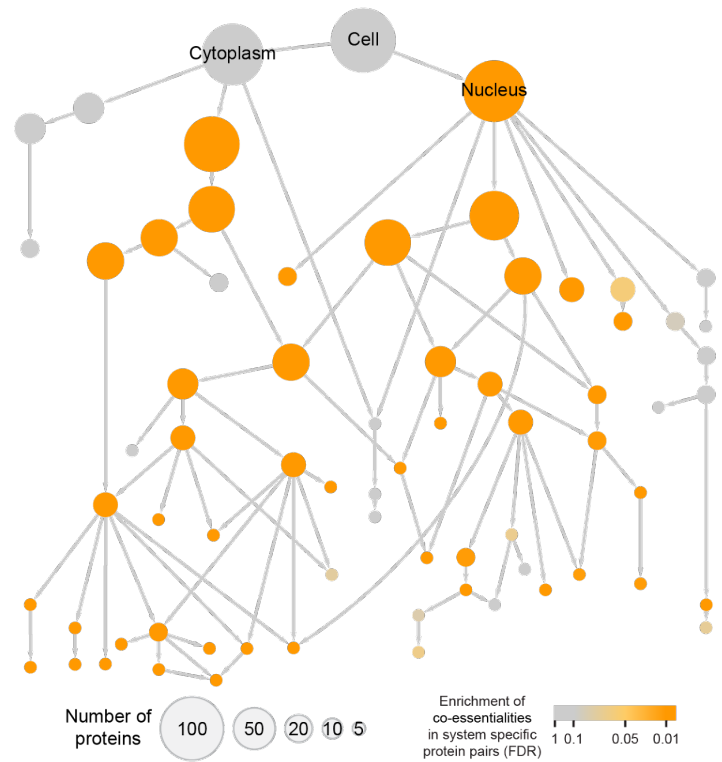 Cell
Cytoplasm
Nucleus
Number of
proteins
100
50
20
10
5
Enrichment of
co-essentialities
in system specific
protein pairs (FDR)
1 0.1 0.05 0.01